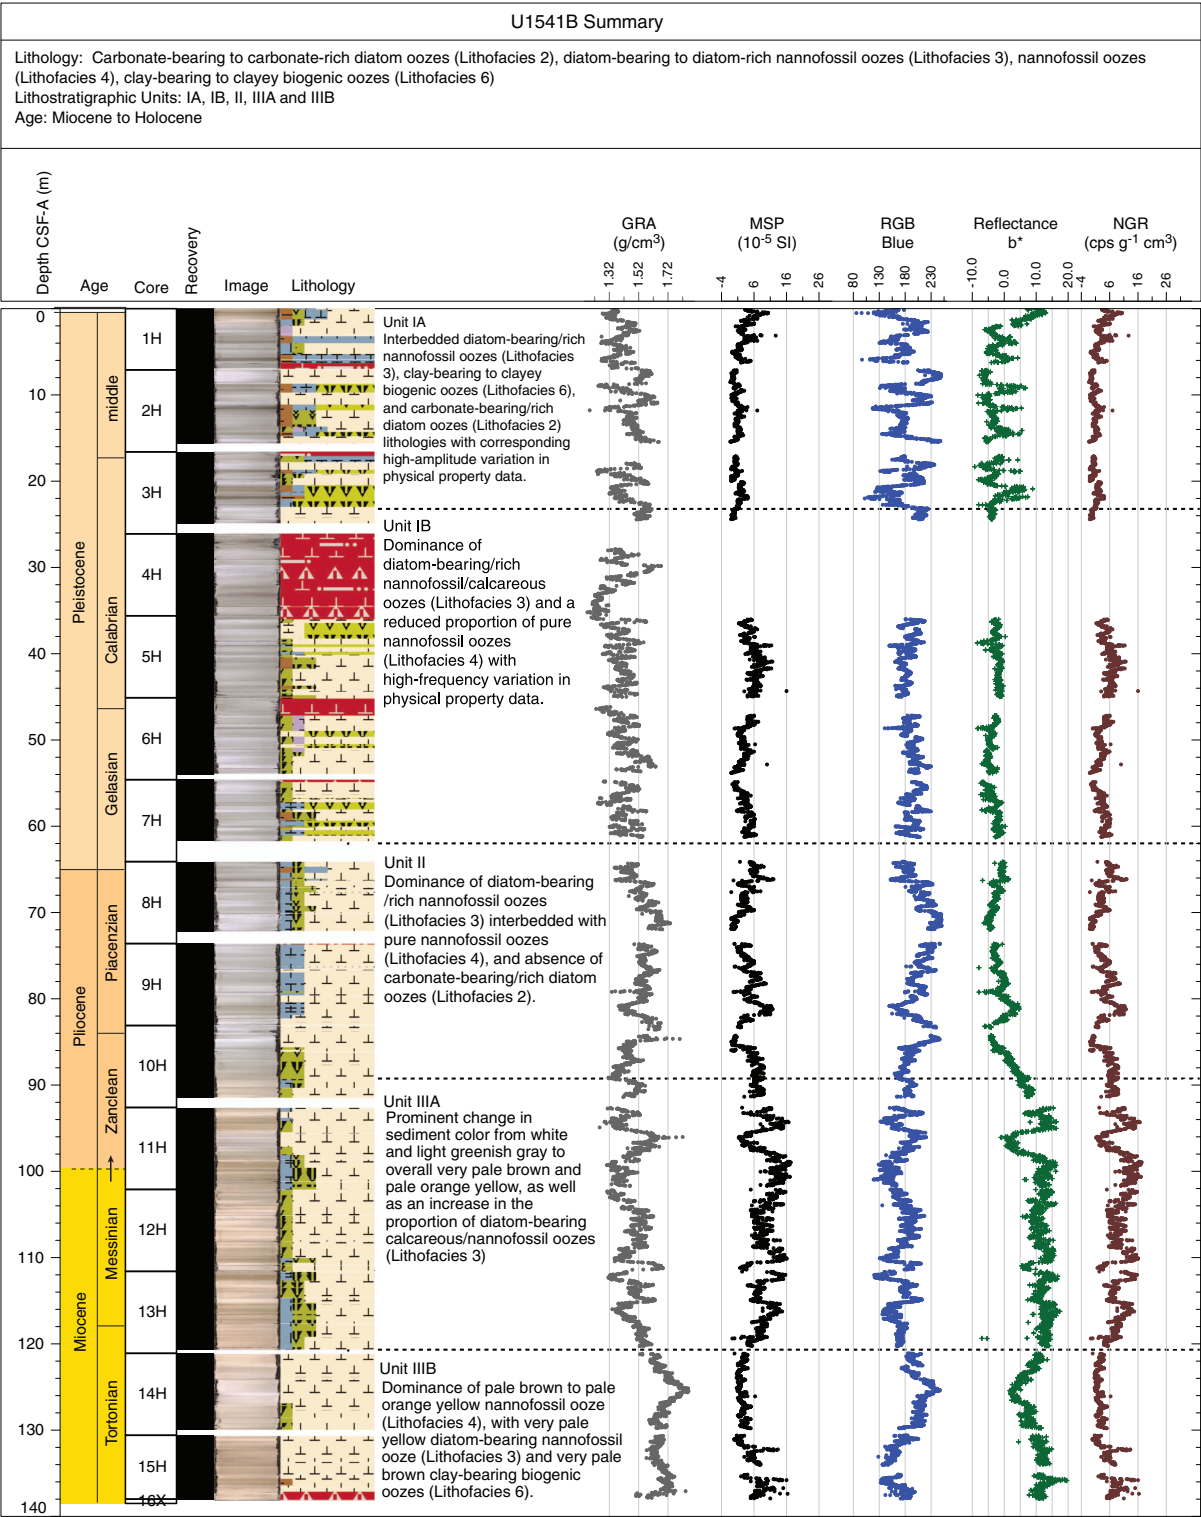 U1541B Summary
Lithology: Carbonate-bearing to carbonate-rich diatom oozes (Lithofacies 2), diatom-bearing to diatom-rich nannofossil oozes (Lithofacies 3), nannofossil oozes
(Lithofacies 4), clay-bearing to clayey biogenic oozes (Lithofacies 6)
Lithostratigraphic Units: IA, IB, II, IIIA and IIIB
Age: Miocene to Holocene
Depth CSF-A (m)
Age
Core
Recovery
Image
Lithology
GRA
(g/cm3)
1.32
1.52
1.72
MSP
(10-5 SI)
-4
6
16
26
RGB
Blue
80
130
180
230
Reflectance
b*
-10.0
0.0
10.0
20.0
NGR
(cps g-1 cm3)
-4
6
16
26
0
10
20
30
40
50
60
70
80
90
100
110
120
130
140
Pleistocene
Pliocene
Miocene
middle
Calabrian
Gelasian
Piacenzian
Zanclean
Messinian
Tortonian
1H
2H
3H
4H
5H
6H
7H
8H
9H
10H
11H
12H
13H
14H
15H
16X
Unit IA
Interbedded diatom-bearing/rich
nannofossil oozes (Lithofacies
3), clay-bearing to clayey
biogenic oozes (Lithofacies 6),
and carbonate-bearing/rich
diatom oozes (Lithofacies 2)
lithologies with corresponding
high-amplitude variation in
physical property data.
Unit IB
Dominance of
diatom-bearing/rich
nannofossil/calcareous
oozes (Lithofacies 3) and a
reduced proportion of pure
nannofossil oozes
(Lithofacies 4) with
high-frequency variation in
physical property data.
Unit II
Dominance of diatom-bearing
/rich nannofossil oozes
(Lithofacies 3) interbedded with
pure nannofossil oozes
(Lithofacies 4), and absence of
carbonate-bearing/rich diatom
oozes (Lithofacies 2).
Unit IIIA
Prominent change in
sediment color from white
and light greenish gray to
overall very pale brown and
pale orange yellow, as well
as an increase in the
proportion of diatom-bearing
calcareous/nannofossil oozes
(Lithofacies 3)
Unit IIIB
Dominance of pale brown to pale
orange yellow nannofossil ooze
(Lithofacies 4), with very pale
yellow diatom-bearing nannofossil
ooze (Lithofacies 3) and very pale
brown clay-bearing biogenic
oozes (Lithofacies 6).